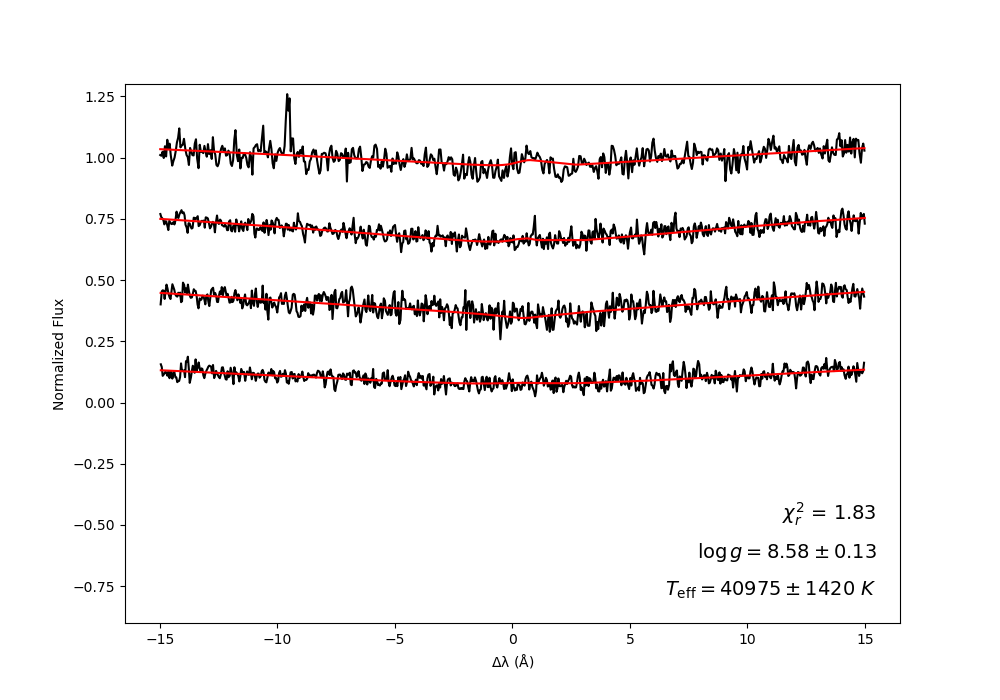 1.25
1.00
0.75
0.50
0.25
0.00
−0.25
−0.50
−0.75
Normalized Flux
χ²ᵣ = 1.83
log g = 8.58 ± 0.13
T_eff = 40975 ± 1420 K
−15 −10 −5 0 5 10 15
Δλ (Å)